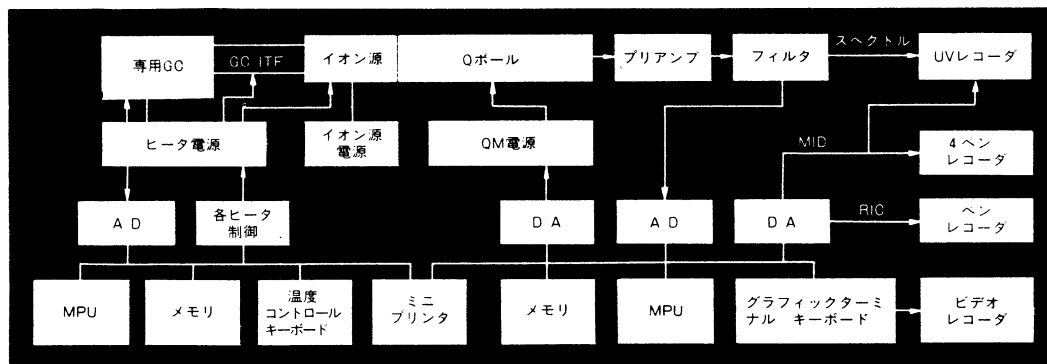 専用GC
GC ITF
イオン源
Qポール
プリアンプ
フィルタ
スペクトル
UVレコーダ
ヒータ電源
イオン源
電源
QM電源
MID
4ペン
レコーダ
A D
各ヒータ
制御
D A
A D
D A
RIC
ペン
レコーダ
MPU
メモリ
温度
コントロール
キーボード
ミニ
プリンタ
メモリ
MPU
グラフィックターミ
ナル キーボード
ビデオ
レコーダ